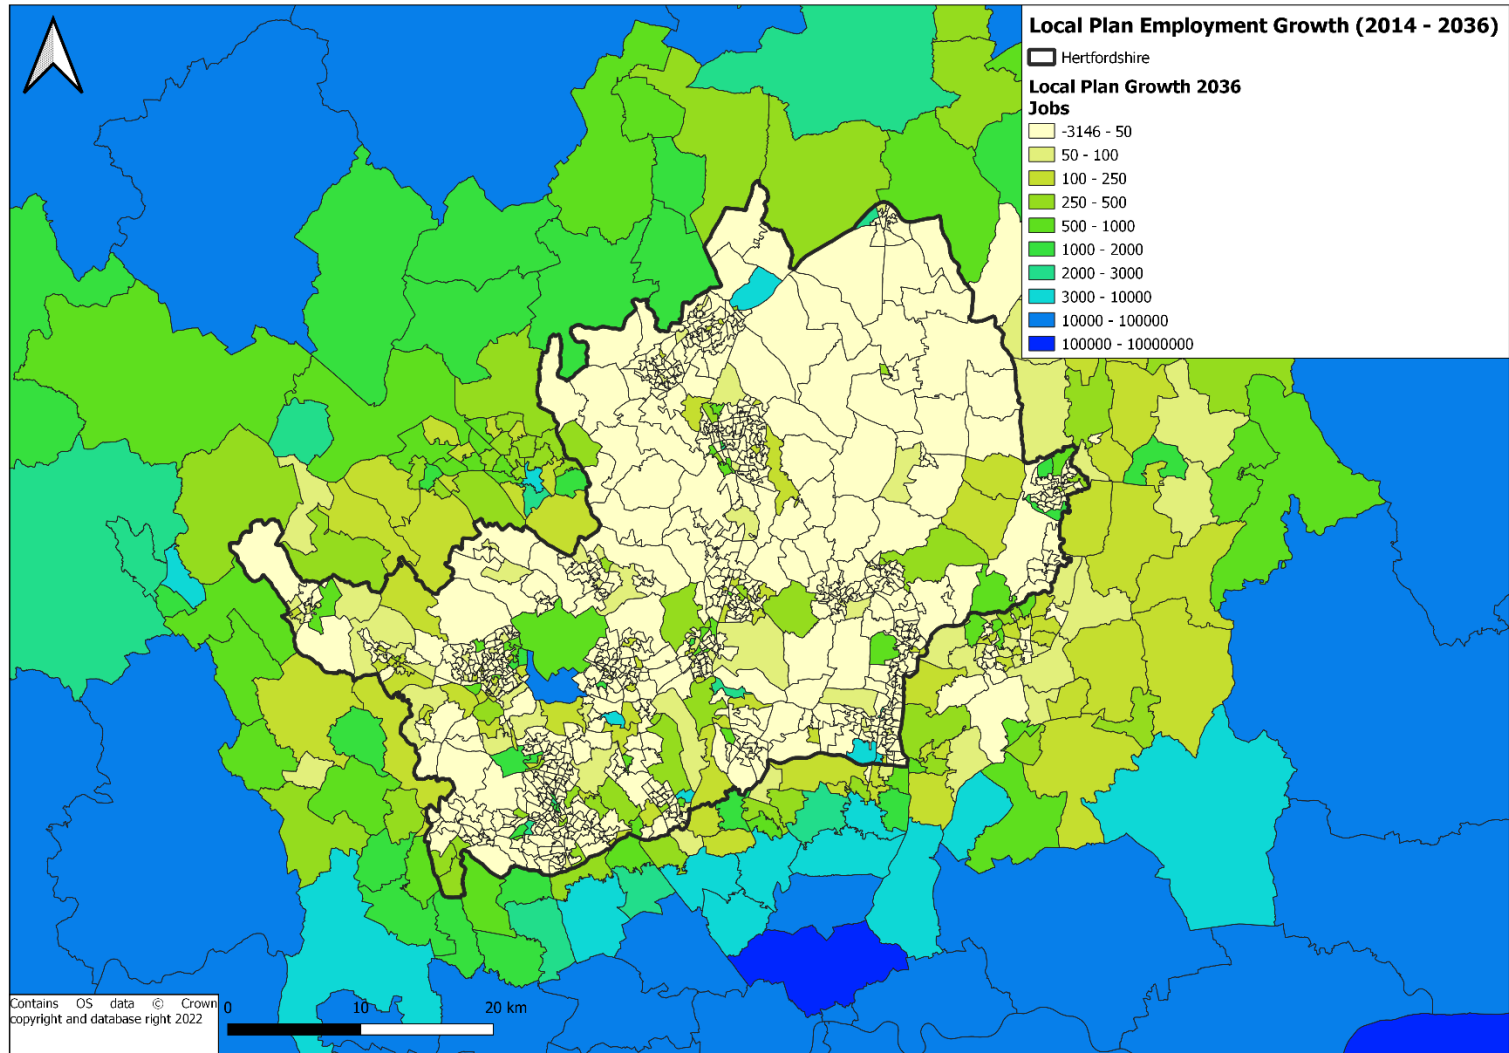 Local Plan Employment Growth (2014 - 2036)
Hertfordshire
Local Plan Growth 2036
Jobs
-3146 - 50
50 - 100
100 - 250
250 - 500
500 - 1000
1000 - 2000
2000 - 3000
3000 - 10000
10000 - 100000
100000 - 10000000
Contains OS data © Crown
copyright and database right 2022
0 10 20 km